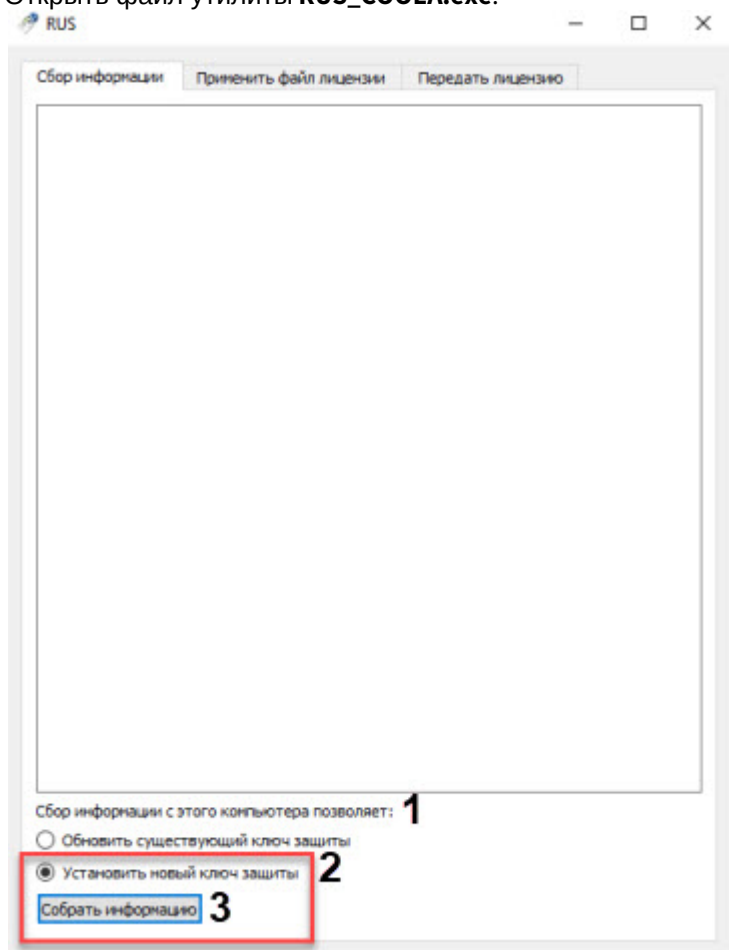 Открыть файл утилиты RUS_COOEA.exe.
RUS
Сбор информации Применить файл лицензии Передать лицензию
Сбор информации с этого компьютера позволяет: 1
Обновить существующий ключ защиты
Установить новый ключ защиты 2
Собрать информацию 3